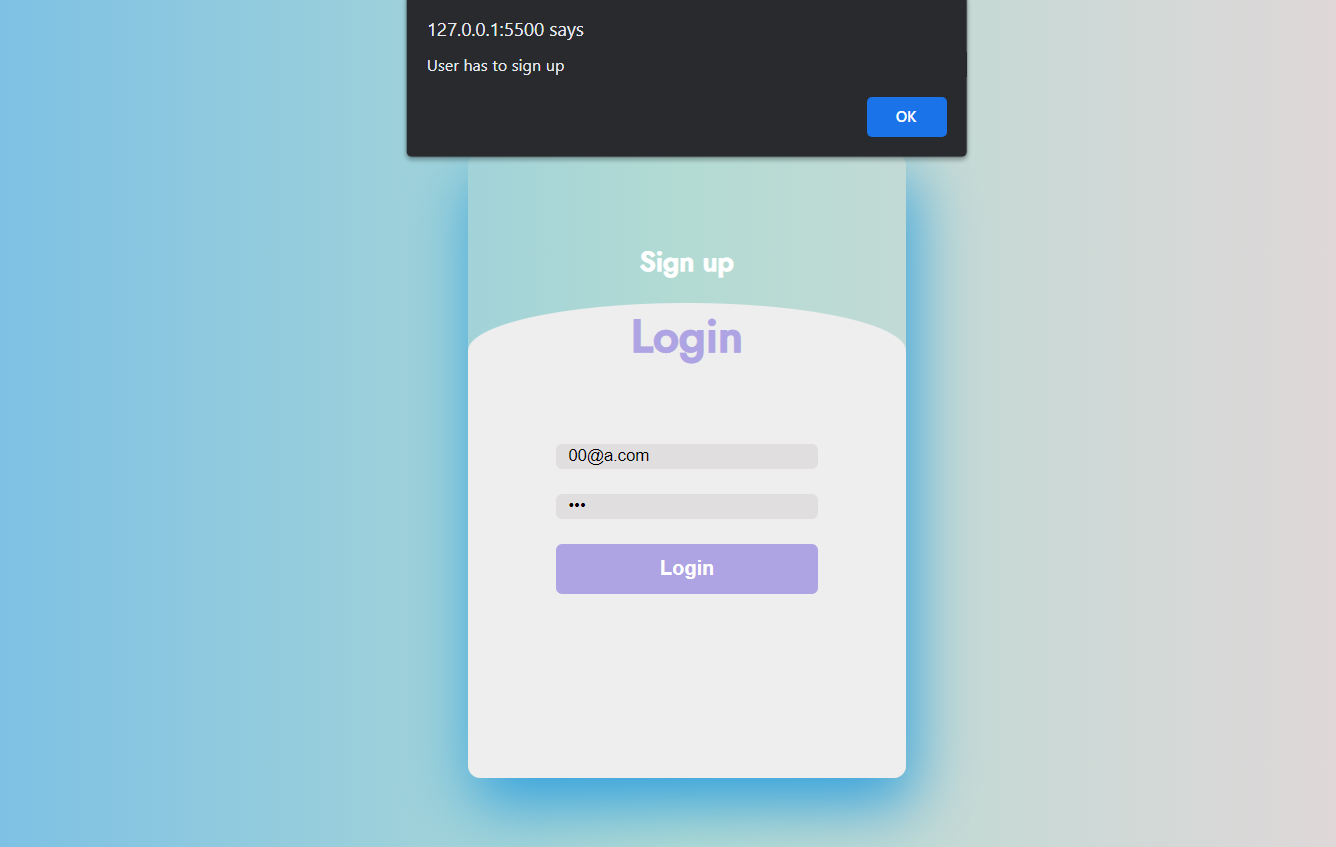 127.0.0.1:5500 says
User has to sign up
OK
Sign up
Login
00@a.com
•••
Login